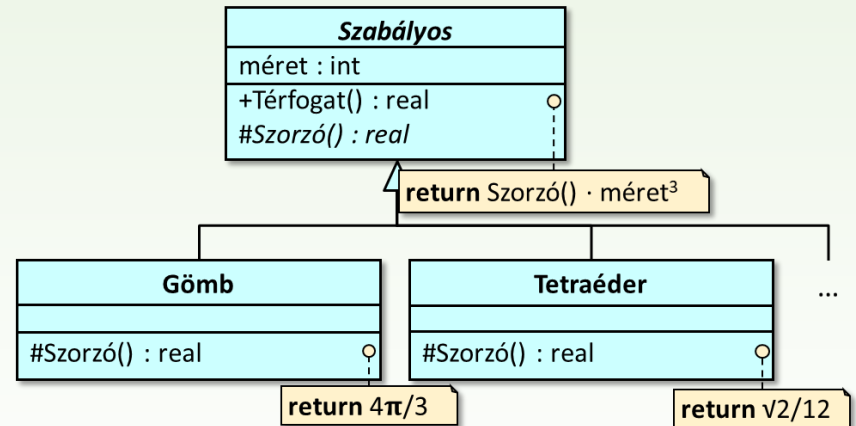 Szabályos
méret : int
+Térfogat() : real
#Szorzó() : real
return Szorzó() · méret³
Gömb
#Szorzó() : real
return 4π/3
Tetraéder
#Szorzó() : real
return √2/12
...